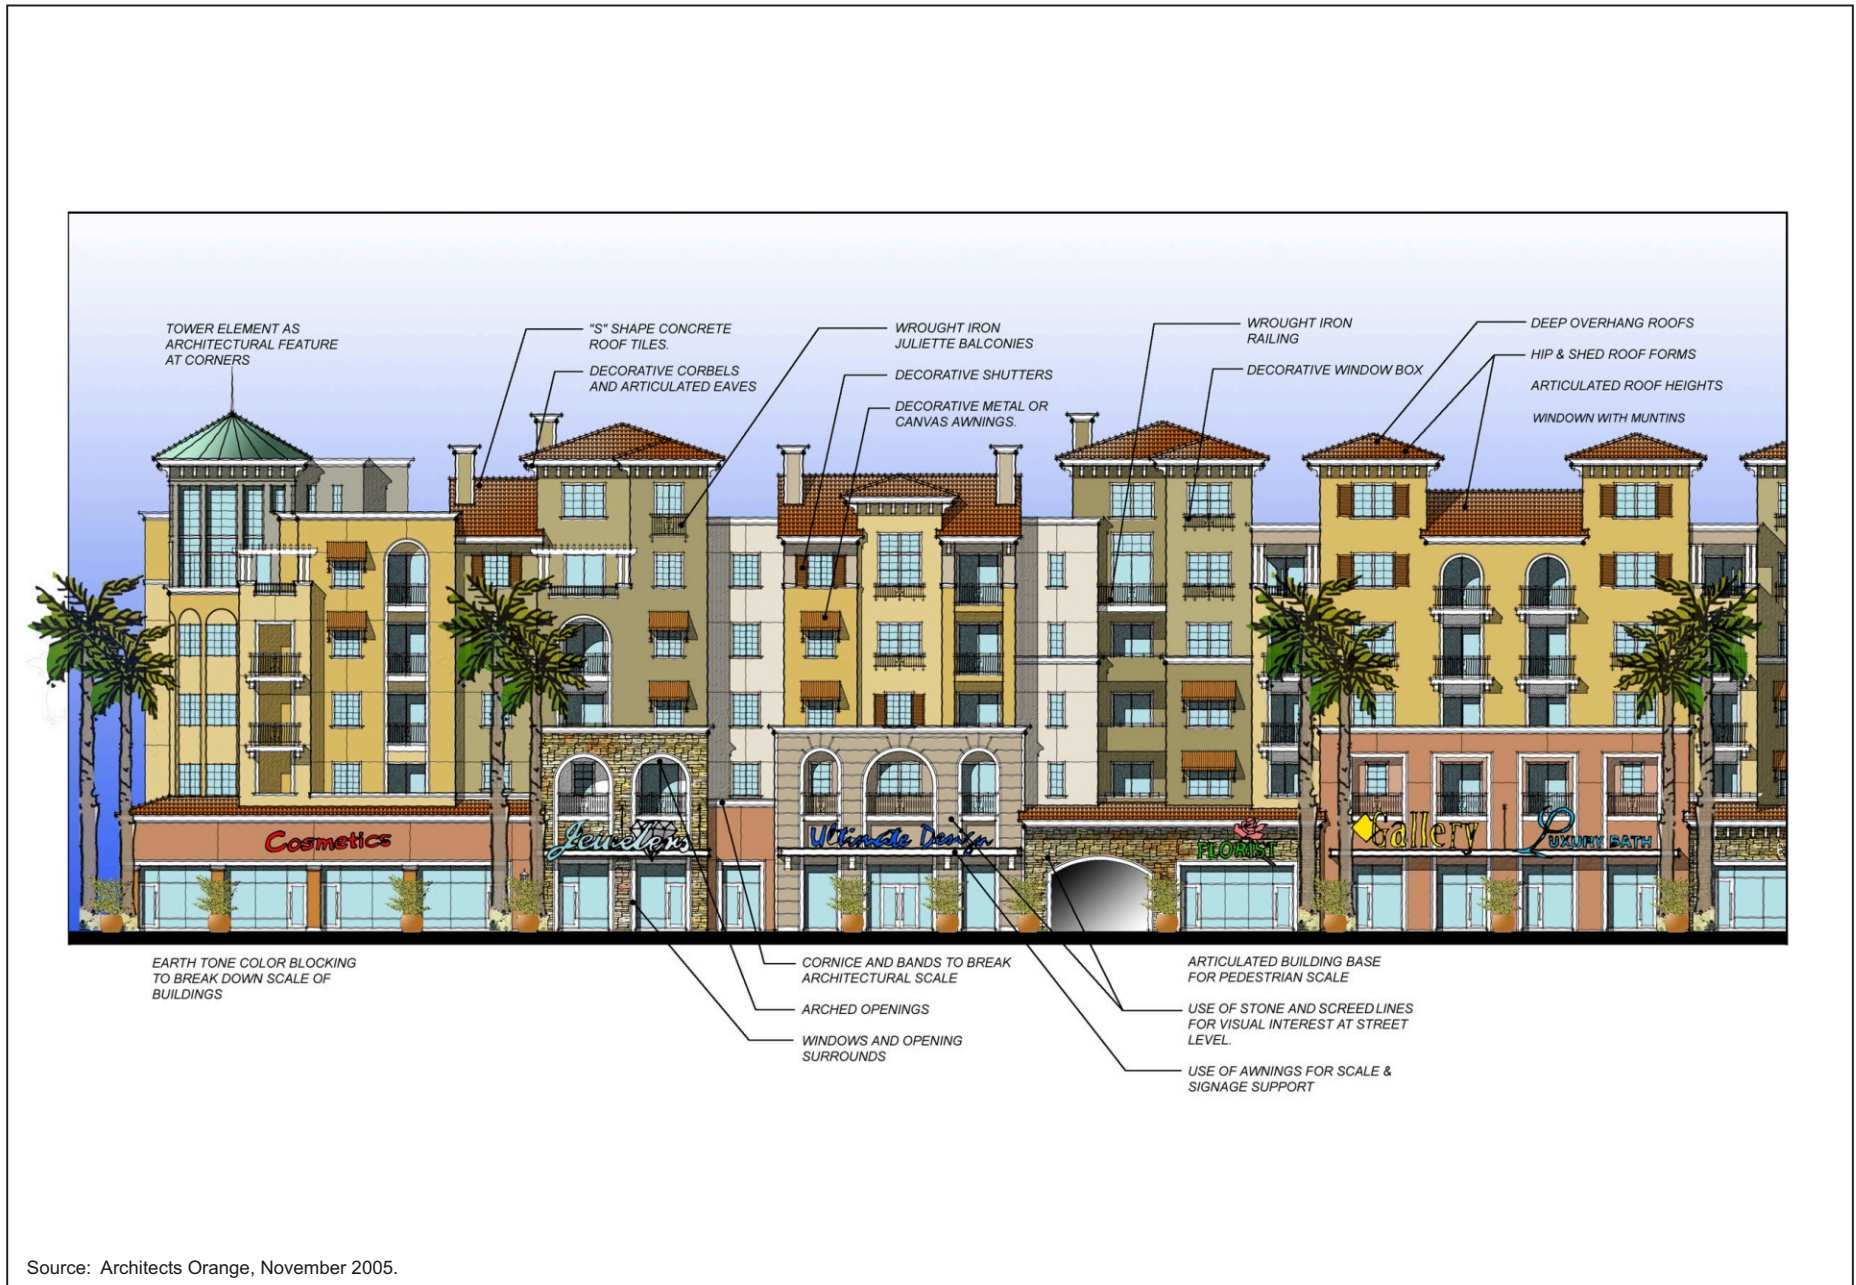 TOWER ELEMENT AS
ARCHITECTURAL FEATURE
AT CORNERS
"S" SHAPE CONCRETE
ROOF TILES.
DECORATIVE CORBELS
AND ARTICULATED EAVES
WROUGHT IRON
JULIETTE BALCONIES
DECORATIVE SHUTTERS
DECORATIVE METAL OR
CANVAS AWNINGS.
WROUGHT IRON
RAILING
DECORATIVE WINDOW BOX
DEEP OVERHANG ROOFS
HIP & SHED ROOF FORMS
ARTICULATED ROOF HEIGHTS
WINDOWN WITH MUNTINS
Cosmetics
Jewelers
Ultimate Design
FLORIST
Gallery
LUXURY BATH
EARTH TONE COLOR BLOCKING
TO BREAK DOWN SCALE OF
BUILDINGS
CORNICE AND BANDS TO BREAK
ARCHITECTURAL SCALE
ARCHED OPENINGS
WINDOWS AND OPENING
SURROUNDS
ARTICULATED BUILDING BASE
FOR PEDESTRIAN SCALE
USE OF STONE AND SCREED LINES
FOR VISUAL INTEREST AT STREET
LEVEL.
USE OF AWNINGS FOR SCALE &
SIGNAGE SUPPORT
Source: Architects Orange, November 2005.